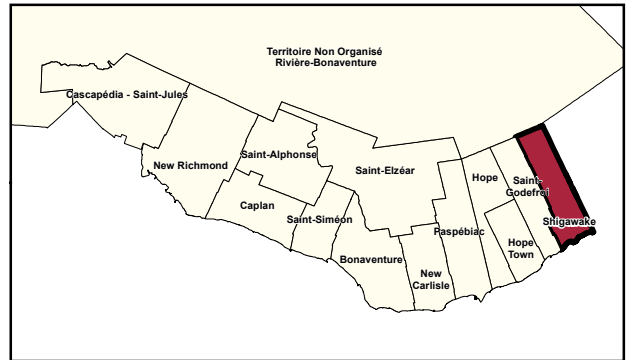 Territoire Non Organisé
Rivière-Bonaventure
Cascapédia - Saint-Jules
New Richmond
Saint-Alphonse
Saint-Elzéar
Hope
Saint-
Godefroi
Caplan
Saint-Siméon
Shigawake
Paspébiac
Hope
Town
Bonaventure
New
Carlisle